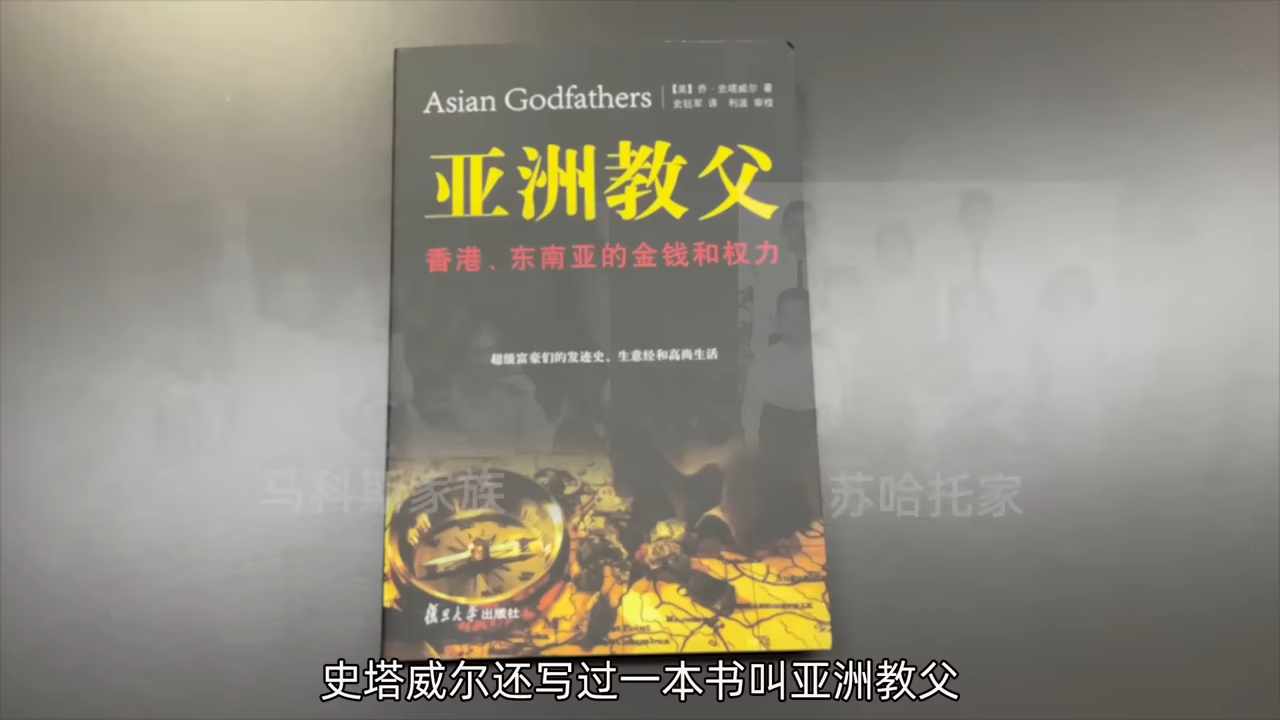 Asian Godfathers
【美】乔·史塔威尔 著
史钰军 译 利波 审校
亚洲教父
香港、东南亚的金钱和权力
超级富豪们的发迹史、生意经和高尚生活
马科斯家族
苏哈托家
復旦大学出版社
史塔威尔还写过一本书叫亚洲教父